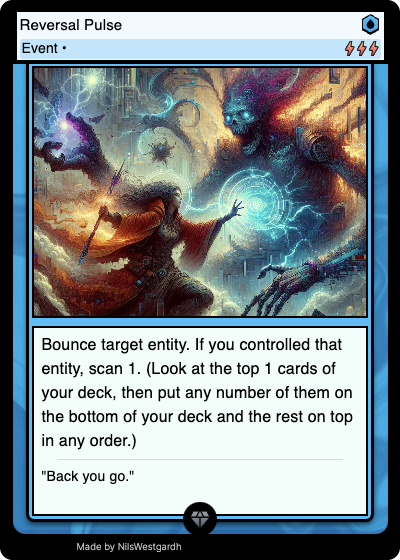 Reversal Pulse
Event •
Bounce target entity. If you controlled that
entity, scan 1. (Look at the top 1 cards of
your deck, then put any number of them on
the bottom of your deck and the rest on top
in any order.)
"Back you go."
Made by NilsWestgardh